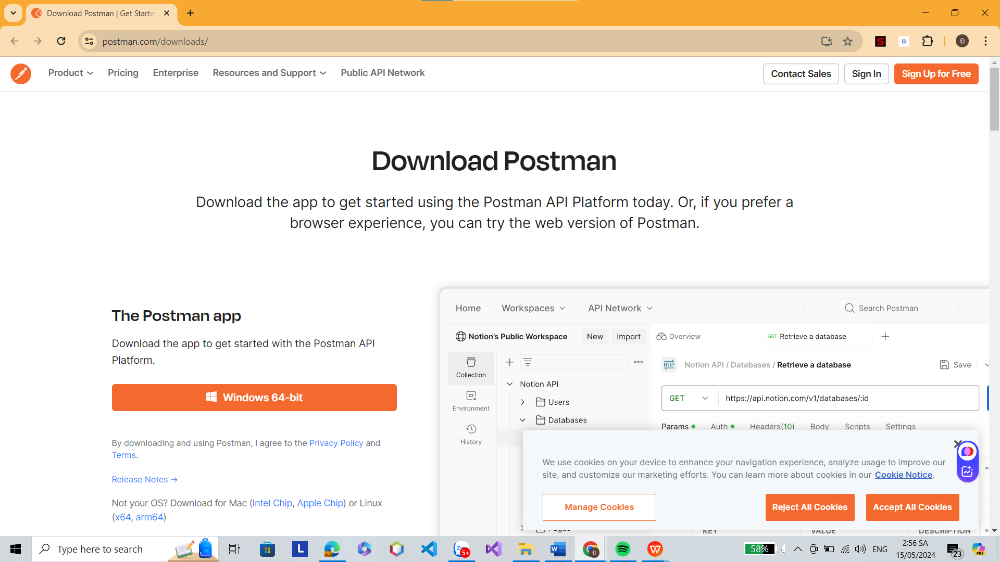 Download Postman | Get Starte
postman.com/downloads/
Product
Pricing
Enterprise
Resources and Support
Public API Network
Contact Sales
Sign In
Sign Up for Free
Download Postman
Download the app to get started using the Postman API Platform today. Or, if you prefer a
browser experience, you can try the web version of Postman.
The Postman app
Download the app to get started with the Postman API
Platform.
Windows 64-bit
By downloading and using Postman, I agree to the Privacy Policy and
Terms.
Release Notes →
Not your OS? Download for Mac (Intel Chip, Apple Chip) or Linux
(x64, arm64)
Home
Workspaces
API Network
Search Postman
Notion's Public Workspace
New
Import
Overview
GET Retrieve a database
Collection
Environment
History
Notion API
Users
Databases
HTTP
Notion API / Databases / Retrieve a database
Save
GET
https://api.notion.com/v1/databases/:id
Params
Auth
Headers(10)
Body
Scripts
Settings
We use cookies on your device to enhance your navigation experience, analyze usage to improve our
site, and customize our marketing efforts. You can learn more about cookies in our Cookie Notice.
Manage Cookies
Reject All Cookies
Accept All Cookies
KEY
VALUE
DESCRIPTION
Type here to search
5+
58%
ENG
2:56 SA
15/05/2024
23
PRE